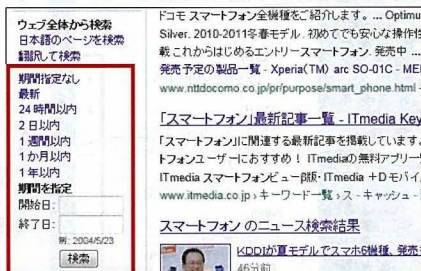 ウェブ全体から検索
日本語のページを検索
翻訳して検索
期間指定なし
最新
24 時間以内
2 日以内
1 週間以内
1 か月以内
1 年以内
期間を指定
開始日:
終了日:
例: 2004/5/23
検索
ドコモ スマートフォン全機種をご紹介します。 ... Optimu
Silver. 2010-2011冬春モデル. 初めてでも安心な操作性
載 これからはじめるエントリースマートフォン. 発売中 ...
発売予定の製品一覧 - Xperia(TM) arc SO-01C - MEI
www.nttdocomo.co.jp/pr/purpose/smart_phone.html -
「スマートフォン」最新記事一覧 - ITmedia Key
「スマートフォン」に関連する最新記事を掲載しています。
トフォンユーザーにおすすめ! ITmediaの無料アプリ一覧
ITmedia スマートフォンビューβ版· ITmedia +D モバイ
www.itmedia.co.jp › キーワード一覧 › ス - キャッシュ -
スマートフォン のニュース検索結果
KDDIが夏モデルでスマホ6機種、発売
46分前